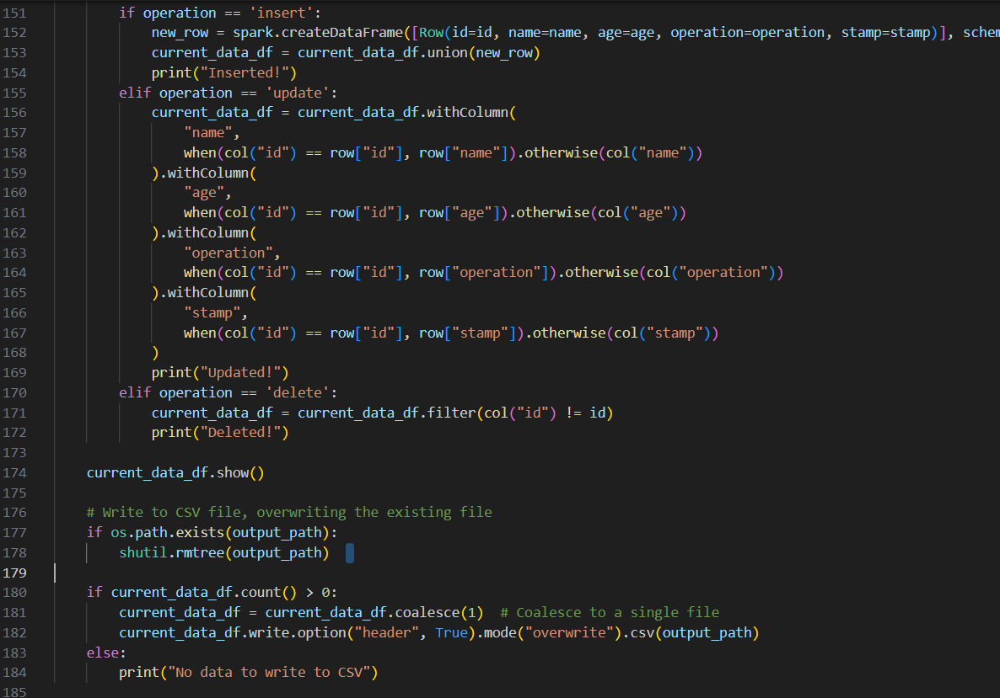 151 if operation == 'insert':
152 new_row = spark.createDataFrame([Row(id=id, name=name, age=age, operation=operation, stamp=stamp)], schem
153 current_data_df = current_data_df.union(new_row)
154 print("Inserted!")
155 elif operation == 'update':
156 current_data_df = current_data_df.withColumn(
157 "name",
158 when(col("id") == row["id"], row["name"]).otherwise(col("name"))
159 ).withColumn(
160 "age",
161 when(col("id") == row["id"], row["age"]).otherwise(col("age"))
162 ).withColumn(
163 "operation",
164 when(col("id") == row["id"], row["operation"]).otherwise(col("operation"))
165 ).withColumn(
166 "stamp",
167 when(col("id") == row["id"], row["stamp"]).otherwise(col("stamp"))
168 )
169 print("Updated!")
170 elif operation == 'delete':
171 current_data_df = current_data_df.filter(col("id") != id)
172 print("Deleted!")
173
174 current_data_df.show()
175
176 # Write to CSV file, overwriting the existing file
177 if os.path.exists(output_path):
178 shutil.rmtree(output_path)
179
180 if current_data_df.count() > 0:
181 current_data_df = current_data_df.coalesce(1)  # Coalesce to a single file
182 current_data_df.write.option("header", True).mode("overwrite").csv(output_path)
183 else:
184 print("No data to write to CSV")
185